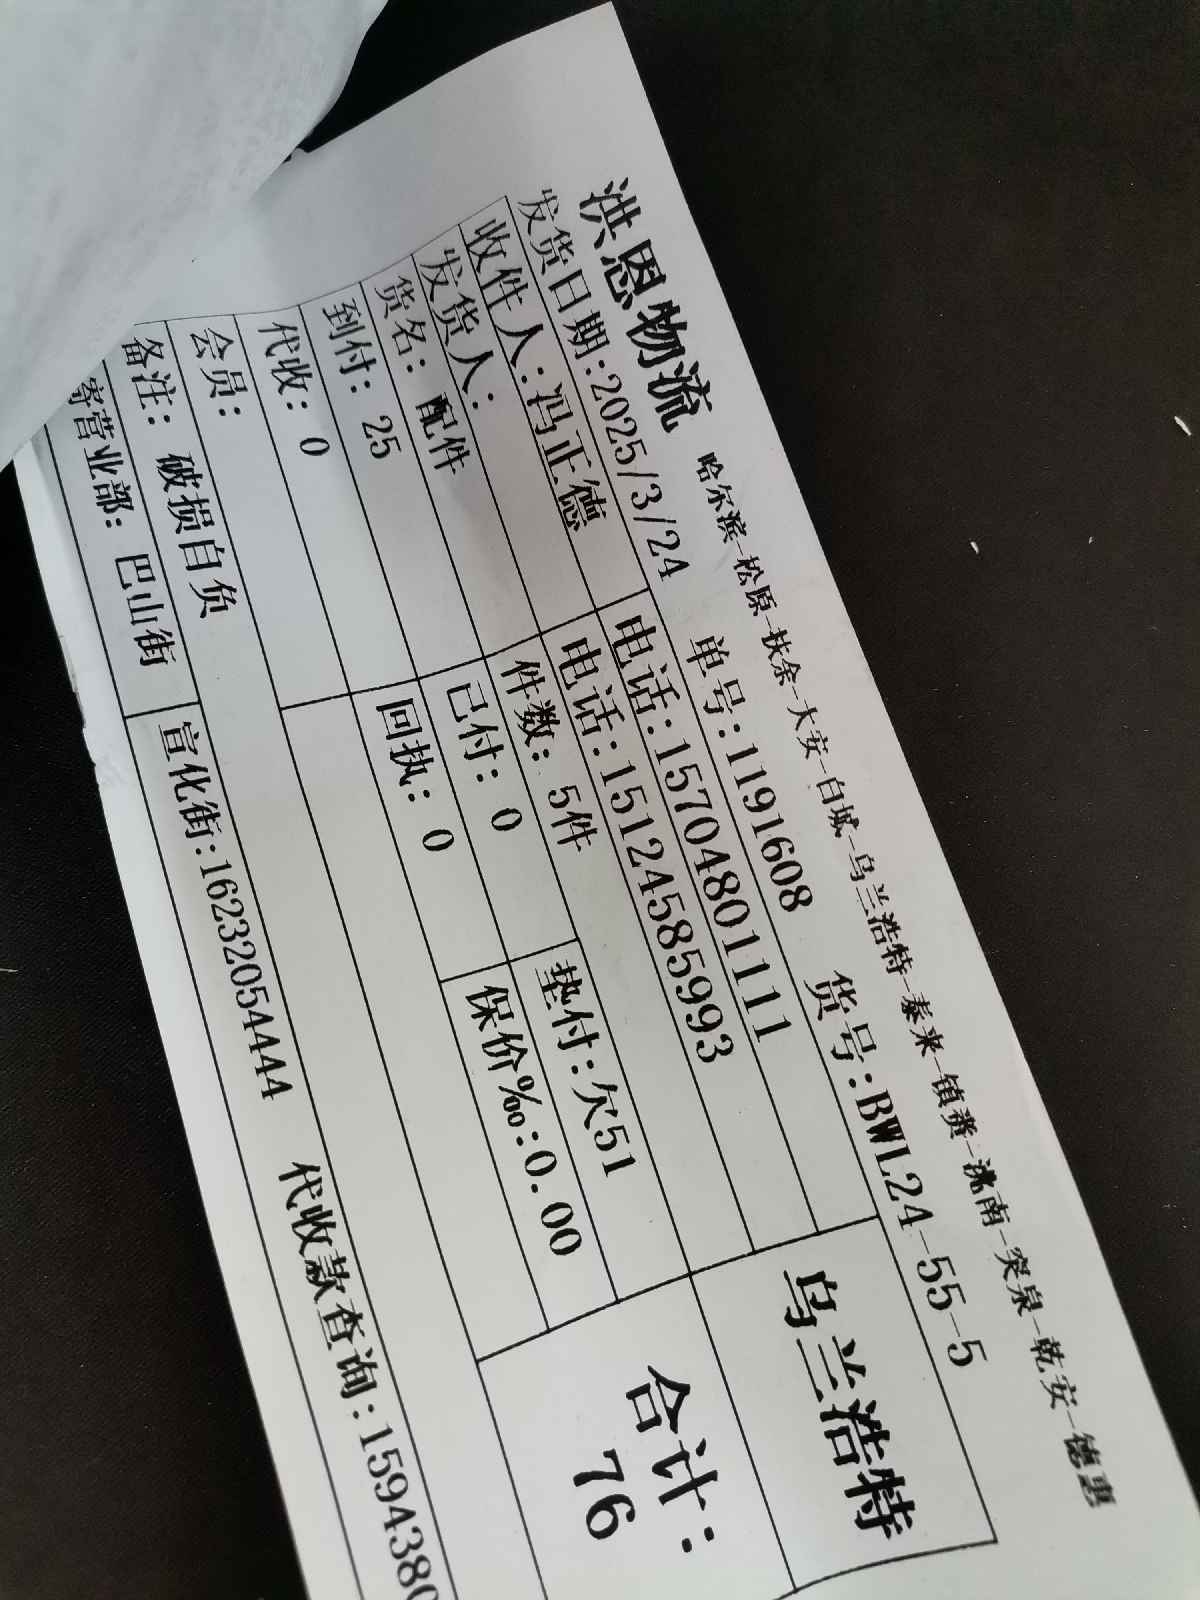 洪恩物流 哈尔滨-松原-扶余-大安-白城-乌兰浩特-泰来-镇赉-洮南-突泉-乾安-德惠
发货日期:2025/3/24 单号:1191608 货号:BWL24-55-5
收件人:冯正德 电话:15704801111 乌兰浩特
发货人: 电话:15124585993
货名: 配件 件数: 5件 垫付:欠51 合计: 76
到付: 25 已付: 0 保价‰:0.00
代收: 0 回执: 0
会员:
备注: 破损自负
寄营业部: 巴山街 宣化街:16232054444 代收款查询:1594380